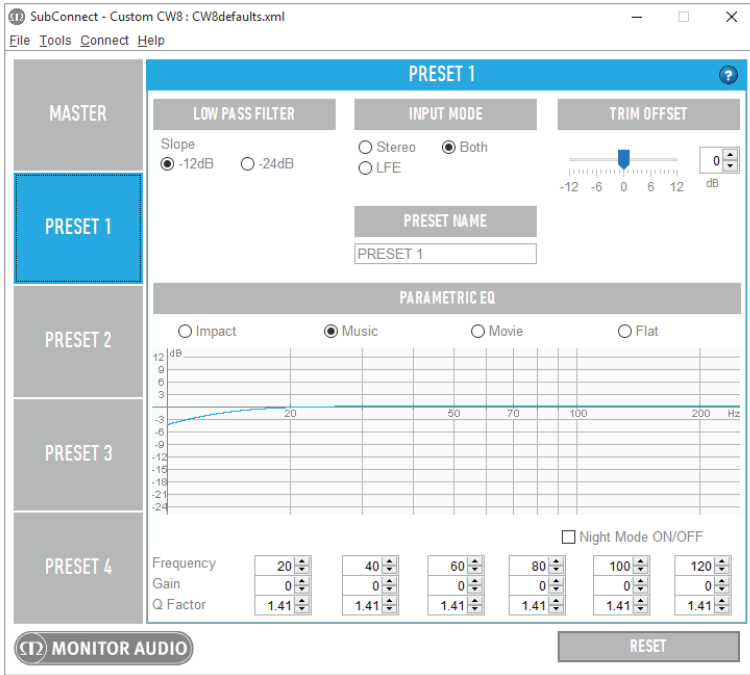 SubConnect - Custom CW8 : CW8defaults.xml
File Tools Connect Help
MASTER
PRESET 1
PRESET 2
PRESET 3
PRESET 4
PRESET 1
?
LOW PASS FILTER
Slope
-12dB -24dB
INPUT MODE
Stereo Both
LFE
TRIM OFFSET
-12 -6 0 6 12
0
dB
PRESET NAME
PRESET 1
PARAMETRIC EQ
Impact Music Movie Flat
dB
12
9
6
3
-3
-6
-9
-12
-15
-18
-21
-24
20 50 70 100 200 Hz
Night Mode ON/OFF
Frequency 20 40 60 80 100 120
Gain 0 0 0 0 0 0
Q Factor 1.41 1.41 1.41 1.41 1.41 1.41
MONITOR AUDIO
RESET